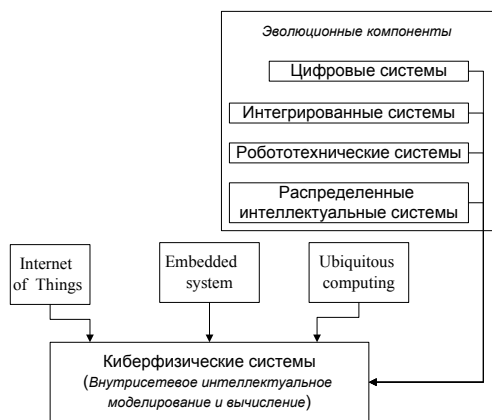 Эволюционные компоненты
Цифровые системы
Интегрированные системы
Робототехнические системы
Распределенные
интеллектуальные системы
Internet
of Things
Embedded
system
Ubiquitous
computing
Киберфизические системы
(Внутрисетевое интеллектуальное
моделирование и вычисление)